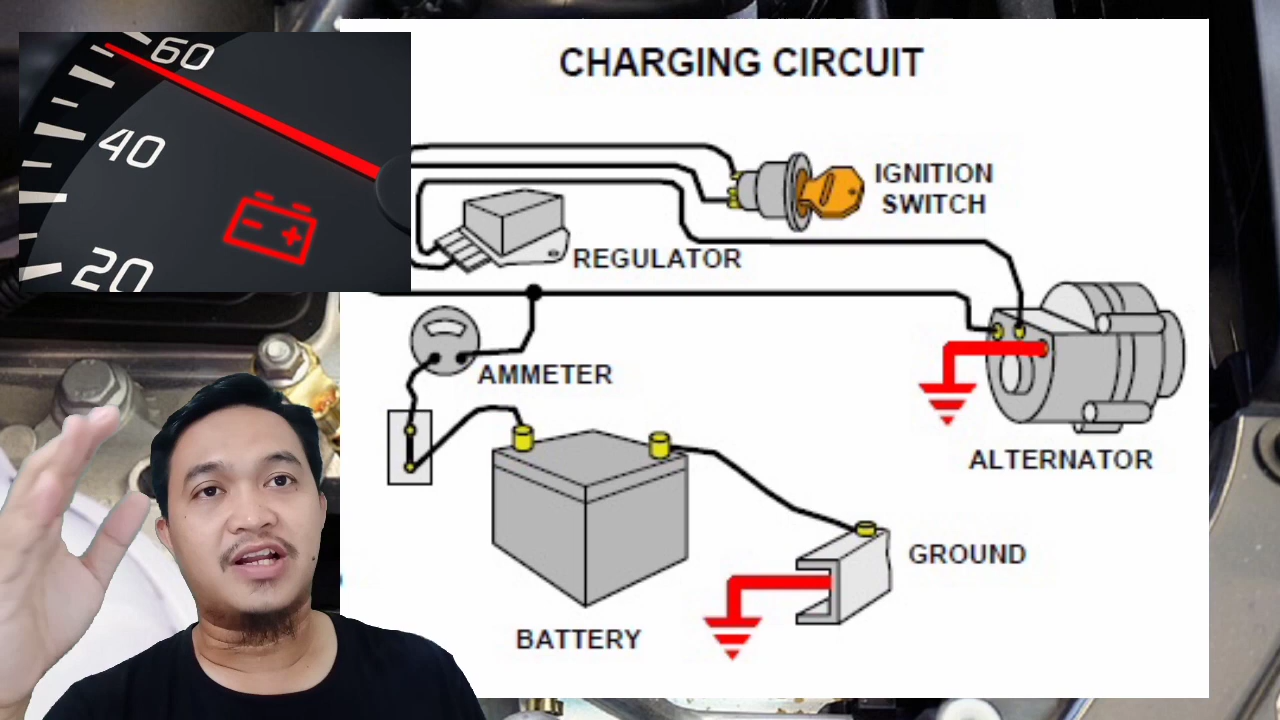 CHARGING CIRCUIT
60
40
20
IGNITION
SWITCH
REGULATOR
AMMETER
ALTERNATOR
GROUND
BATTERY